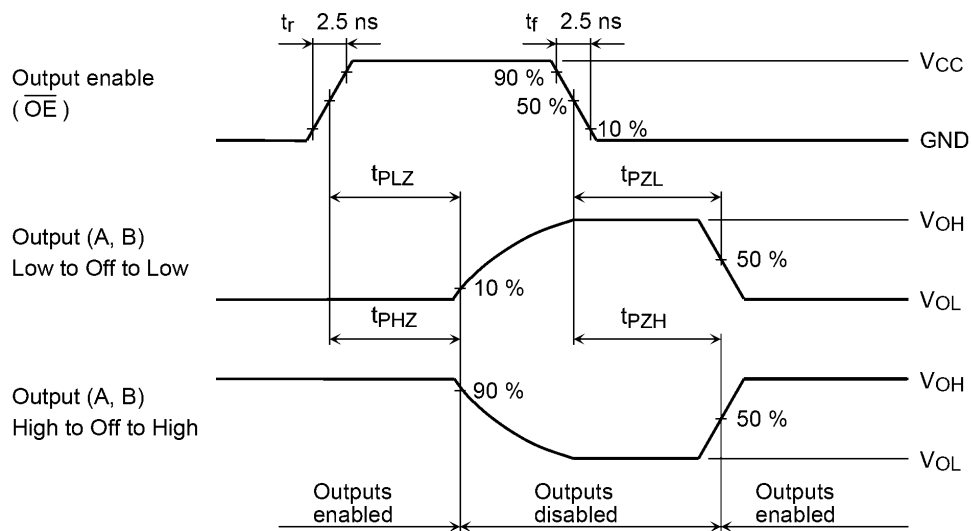 tr 2.5 ns tf 2.5 ns
Output enable
( OE )
90 %
50 %
10 %
VCC
GND
tPLZ tPZL
Output (A, B)
Low to Off to Low
10 %
50 %
VOH
VOL
tPHZ tPZH
Output (A, B)
High to Off to High
90 %
50 %
VOH
VOL
Outputs
enabled
Outputs
disabled
Outputs
enabled